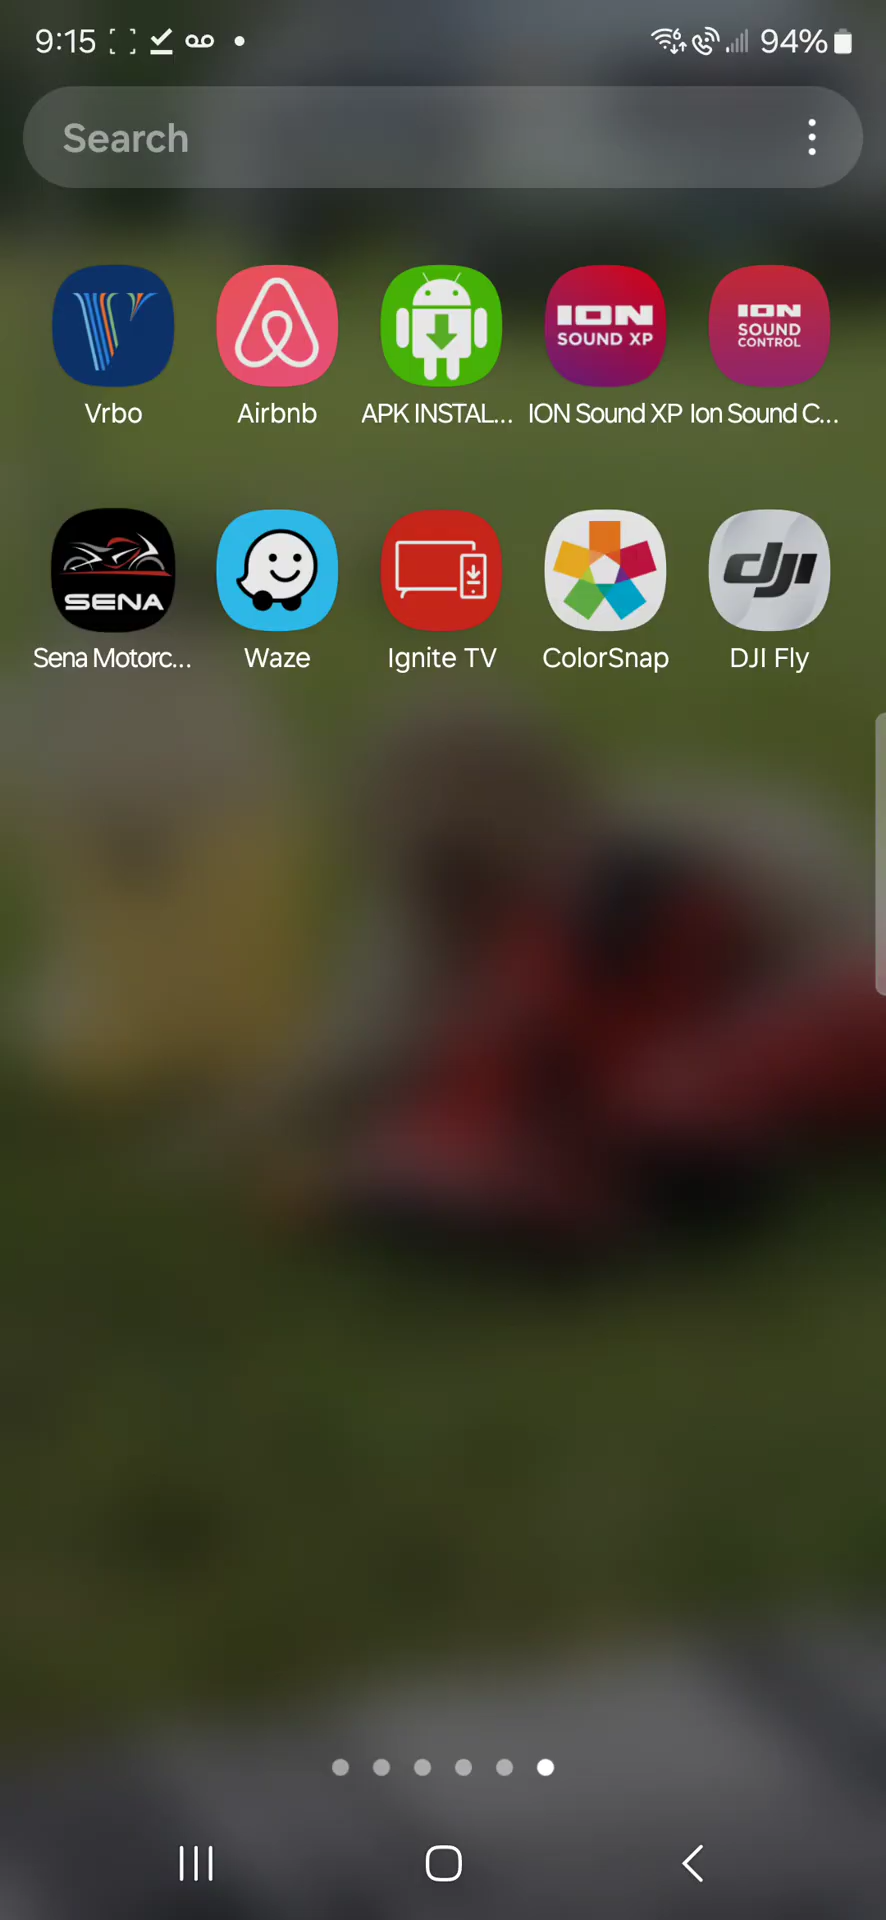 9:15 94%
Search
ION SOUND XP
ION SOUND CONTROL
Vrbo Airbnb APK INSTAL... ION Sound XP Ion Sound C...
SENA
dji
Sena Motorc... Waze Ignite TV ColorSnap DJI Fly